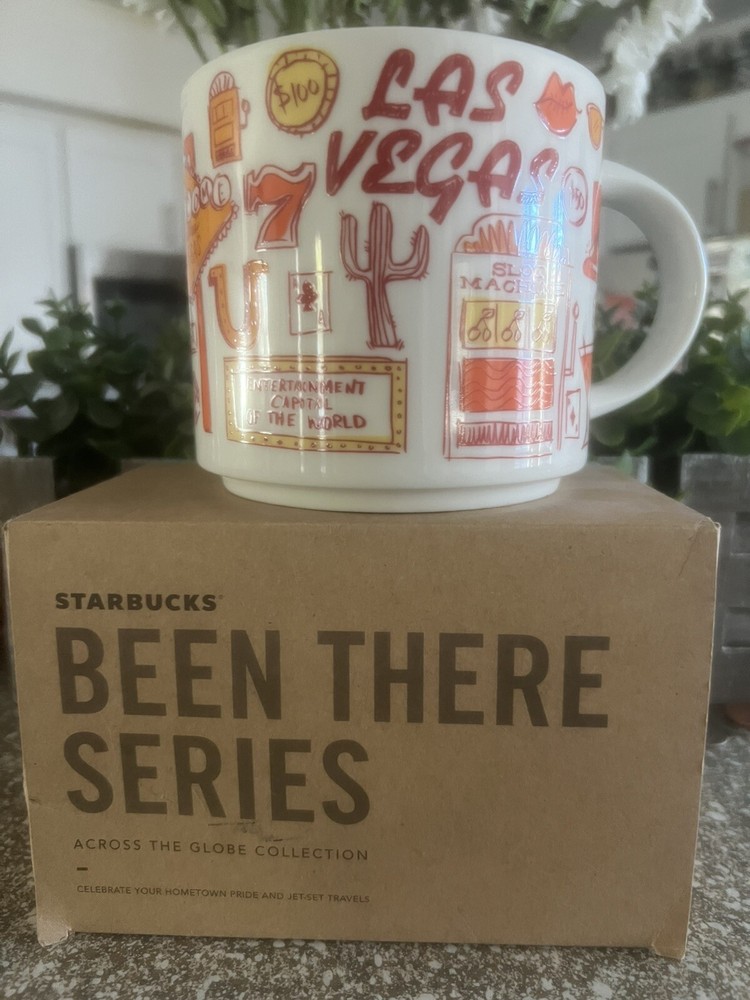 $100
LAS
VEGAS
7
SLOT
MACHINE
A
ENTERTAINMENT
CAPITAL
OF THE WORLD
STARBUCKS®
BEEN THERE
SERIES
ACROSS THE GLOBE COLLECTION
CELEBRATE YOUR HOMETOWN PRIDE AND JET-SET TRAVELS